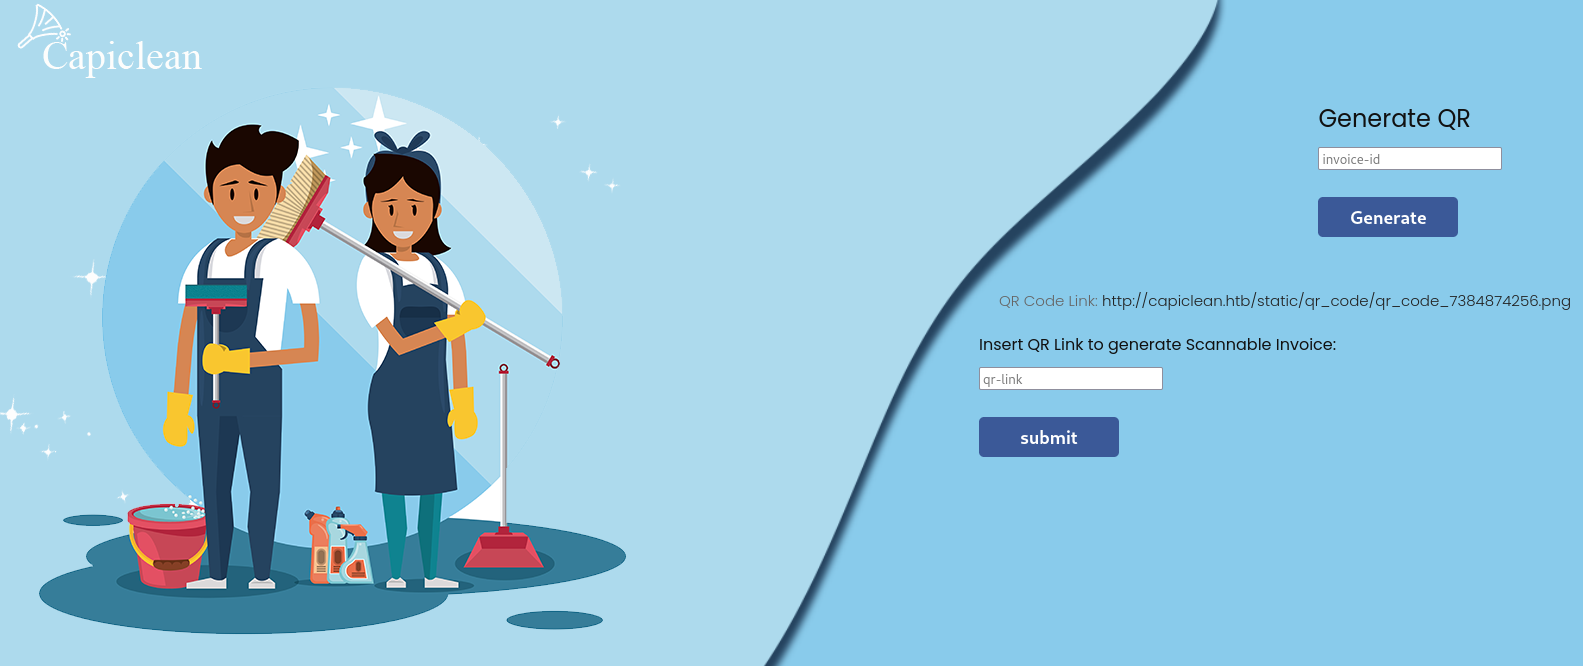 Capiclean
Generate QR
invoice-id
Generate
QR Code Link: http://capiclean.htb/static/qr_code/qr_code_7384874256.png
Insert QR Link to generate Scannable Invoice:
qr-link
submit